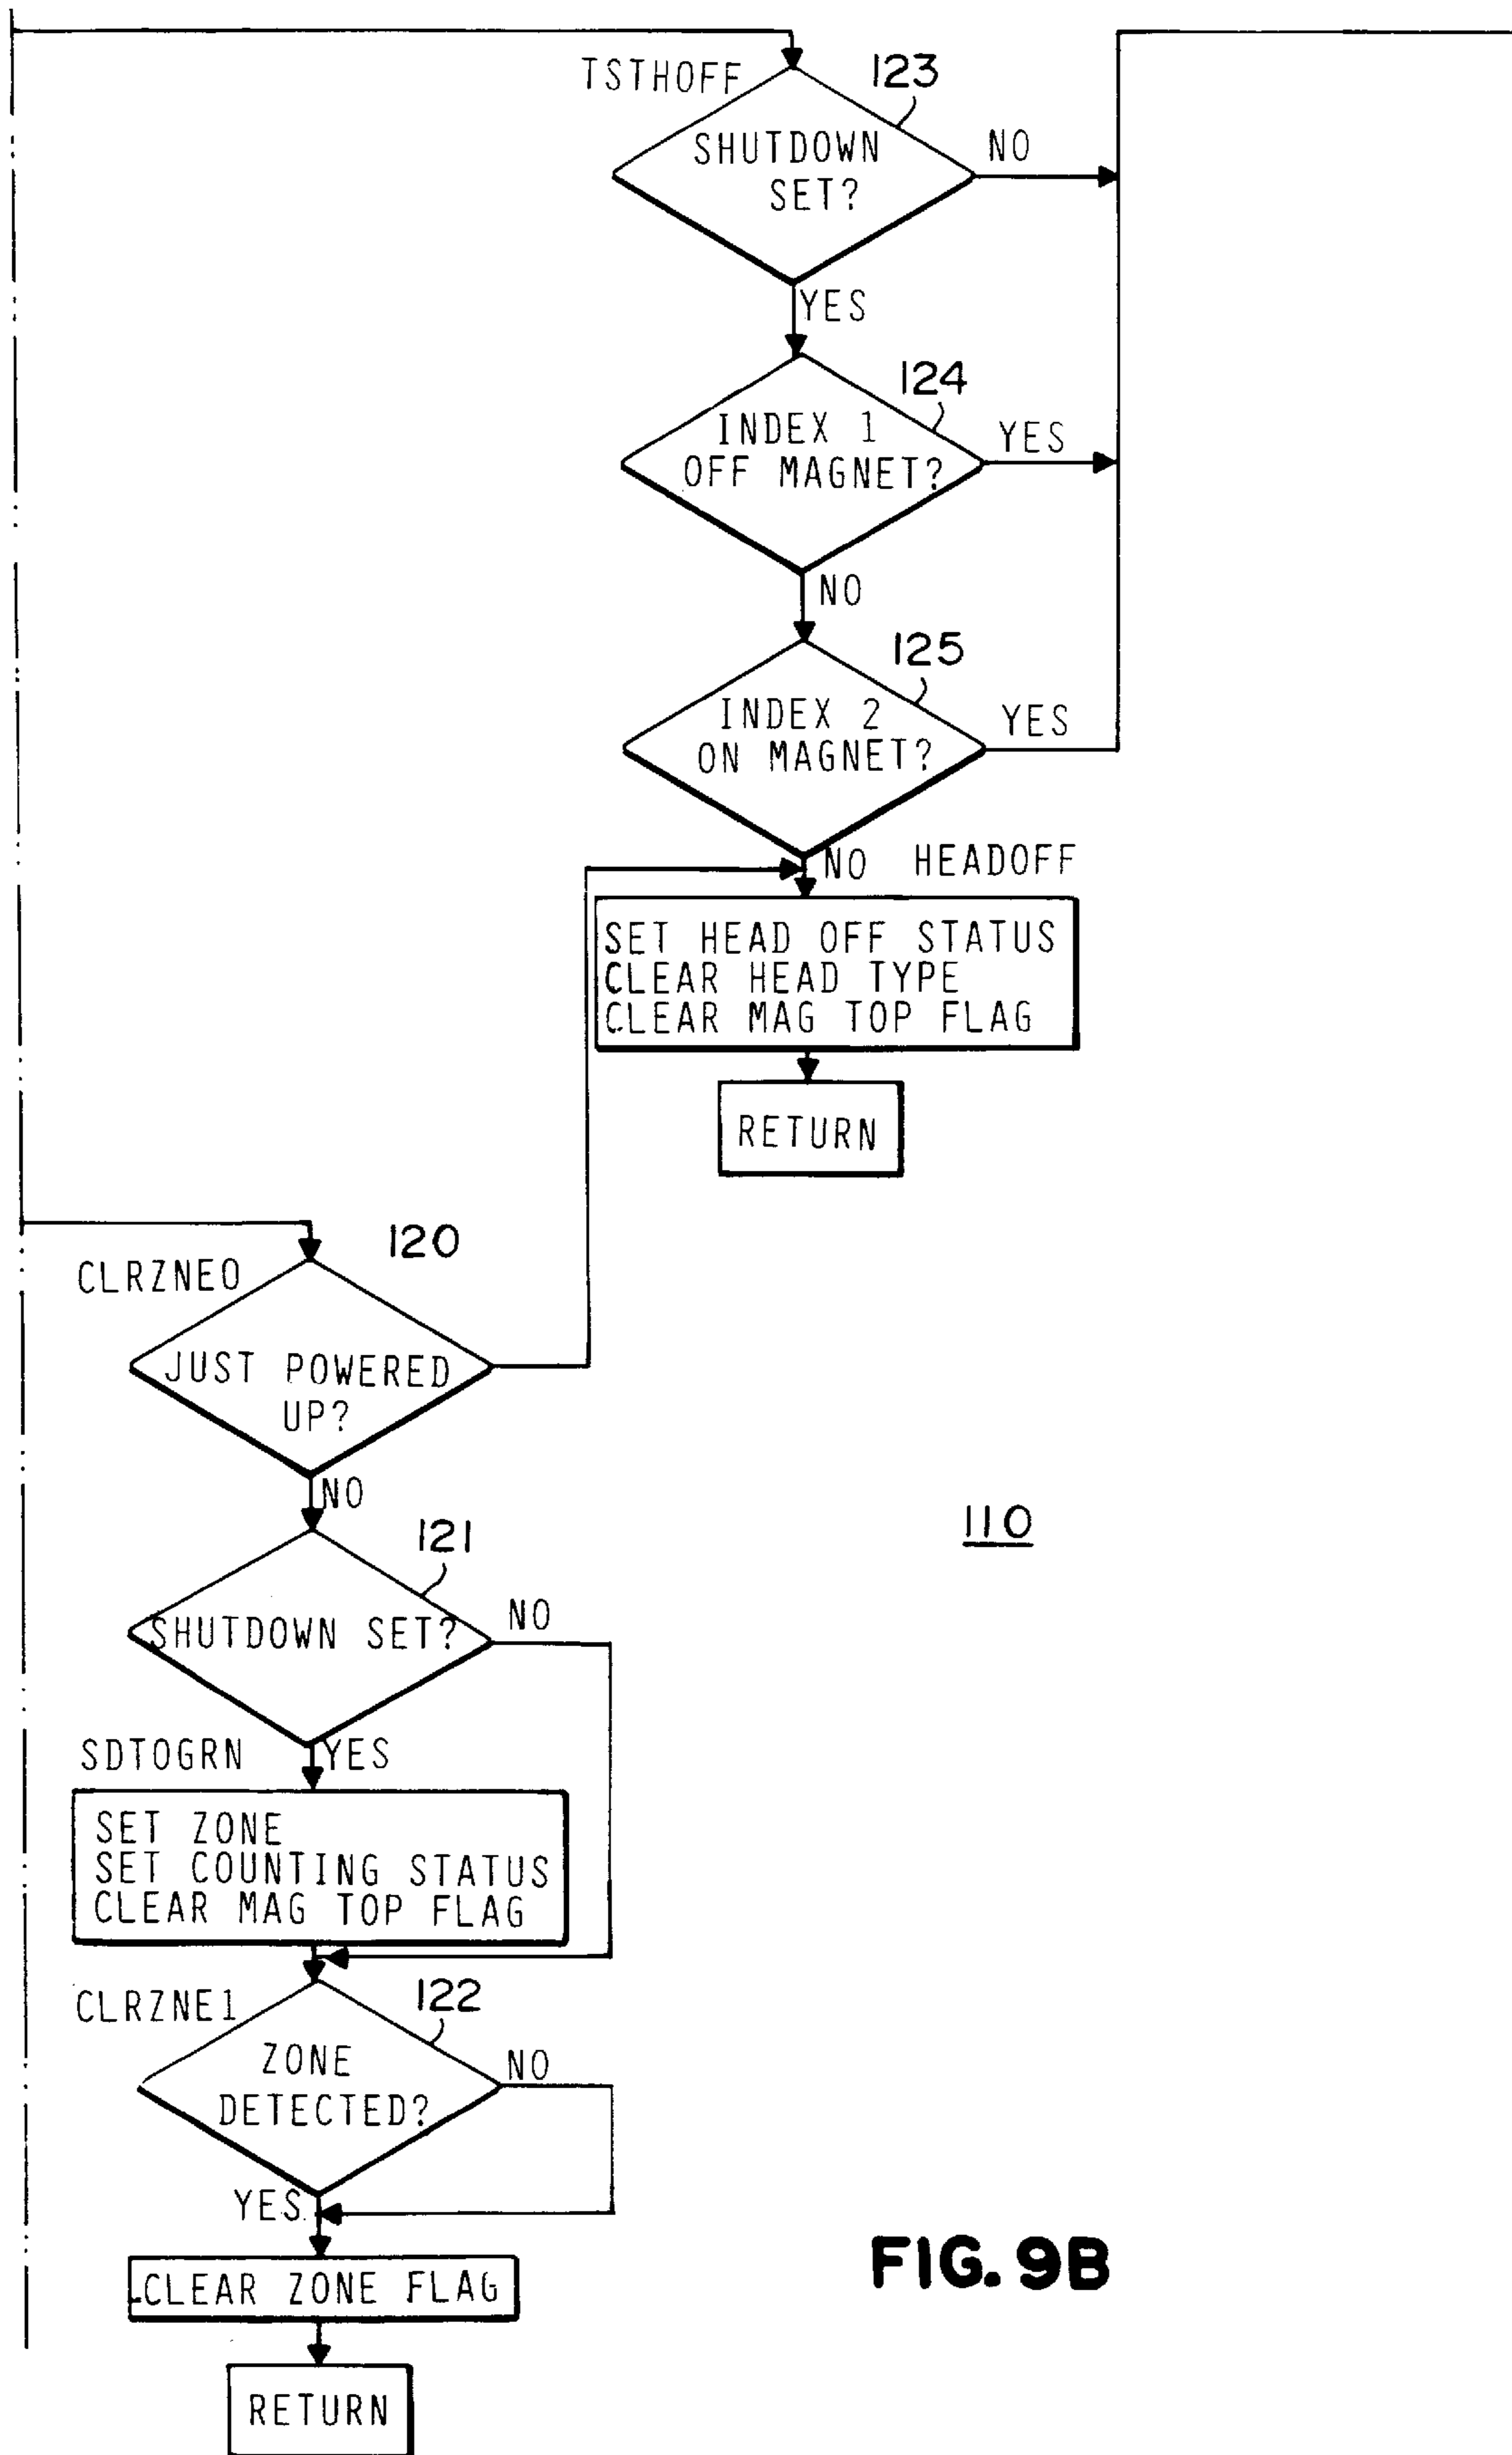 TSTHOFF
123
SHUTDOWN
SET?
NO
YES
124
INDEX 1
OFF MAGNET?
YES
NO
125
INDEX 2
ON MAGNET?
YES
NO
HEADOFF
SET HEAD OFF STATUS
CLEAR HEAD TYPE
CLEAR MAG TOP FLAG
RETURN
120
CLRZNE0
JUST POWERED
UP?
NO
121
SHUTDOWN SET?
NO
SDTOGRN
YES
SET ZONE
SET COUNTING STATUS
CLEAR MAG TOP FLAG
CLRZNE1
122
ZONE
DETECTED?
NO
YES
CLEAR ZONE FLAG
RETURN
110
FIG. 9B